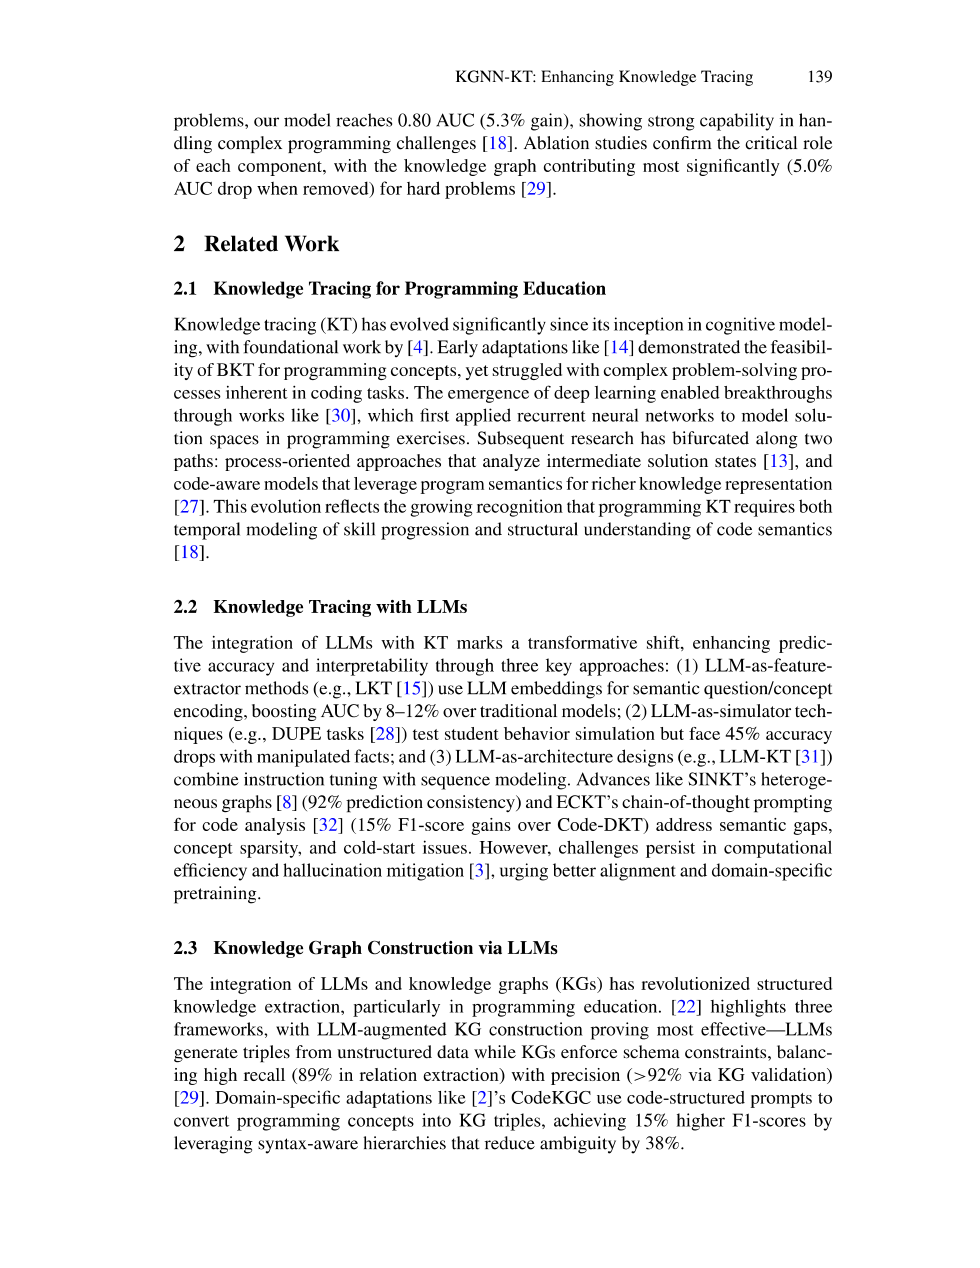 KGNN-KT: Enhancing Knowledge Tracing 139
problems, our model reaches 0.80 AUC (5.3% gain), showing strong capability in han-
dling complex programming challenges [18]. Ablation studies confirm the critical role
of each component, with the knowledge graph contributing most significantly (5.0%
AUC drop when removed) for hard problems [29].
2 Related Work
2.1 Knowledge Tracing for Programming Education
Knowledge tracing (KT) has evolved significantly since its inception in cognitive model-
ing, with foundational work by [4]. Early adaptations like [14] demonstrated the feasibil-
ity of BKT for programming concepts, yet struggled with complex problem-solving pro-
cesses inherent in coding tasks. The emergence of deep learning enabled breakthroughs
through works like [30], which first applied recurrent neural networks to model solu-
tion spaces in programming exercises. Subsequent research has bifurcated along two
paths: process-oriented approaches that analyze intermediate solution states [13], and
code-aware models that leverage program semantics for richer knowledge representation
[27]. This evolution reflects the growing recognition that programming KT requires both
temporal modeling of skill progression and structural understanding of code semantics
[18].
2.2 Knowledge Tracing with LLMs
The integration of LLMs with KT marks a transformative shift, enhancing predic-
tive accuracy and interpretability through three key approaches: (1) LLM-as-feature-
extractor methods (e.g., LKT [15]) use LLM embeddings for semantic question/concept
encoding, boosting AUC by 8–12% over traditional models; (2) LLM-as-simulator tech-
niques (e.g., DUPE tasks [28]) test student behavior simulation but face 45% accuracy
drops with manipulated facts; and (3) LLM-as-architecture designs (e.g., LLM-KT [31])
combine instruction tuning with sequence modeling. Advances like SINKT's heteroge-
neous graphs [8] (92% prediction consistency) and ECKT's chain-of-thought prompting
for code analysis [32] (15% F1-score gains over Code-DKT) address semantic gaps,
concept sparsity, and cold-start issues. However, challenges persist in computational
efficiency and hallucination mitigation [3], urging better alignment and domain-specific
pretraining.
2.3 Knowledge Graph Construction via LLMs
The integration of LLMs and knowledge graphs (KGs) has revolutionized structured
knowledge extraction, particularly in programming education. [22] highlights three
frameworks, with LLM-augmented KG construction proving most effective—LLMs
generate triples from unstructured data while KGs enforce schema constraints, balanc-
ing high recall (89% in relation extraction) with precision (>92% via KG validation)
[29]. Domain-specific adaptations like [2]'s CodeKGC use code-structured prompts to
convert programming concepts into KG triples, achieving 15% higher F1-scores by
leveraging syntax-aware hierarchies that reduce ambiguity by 38%.